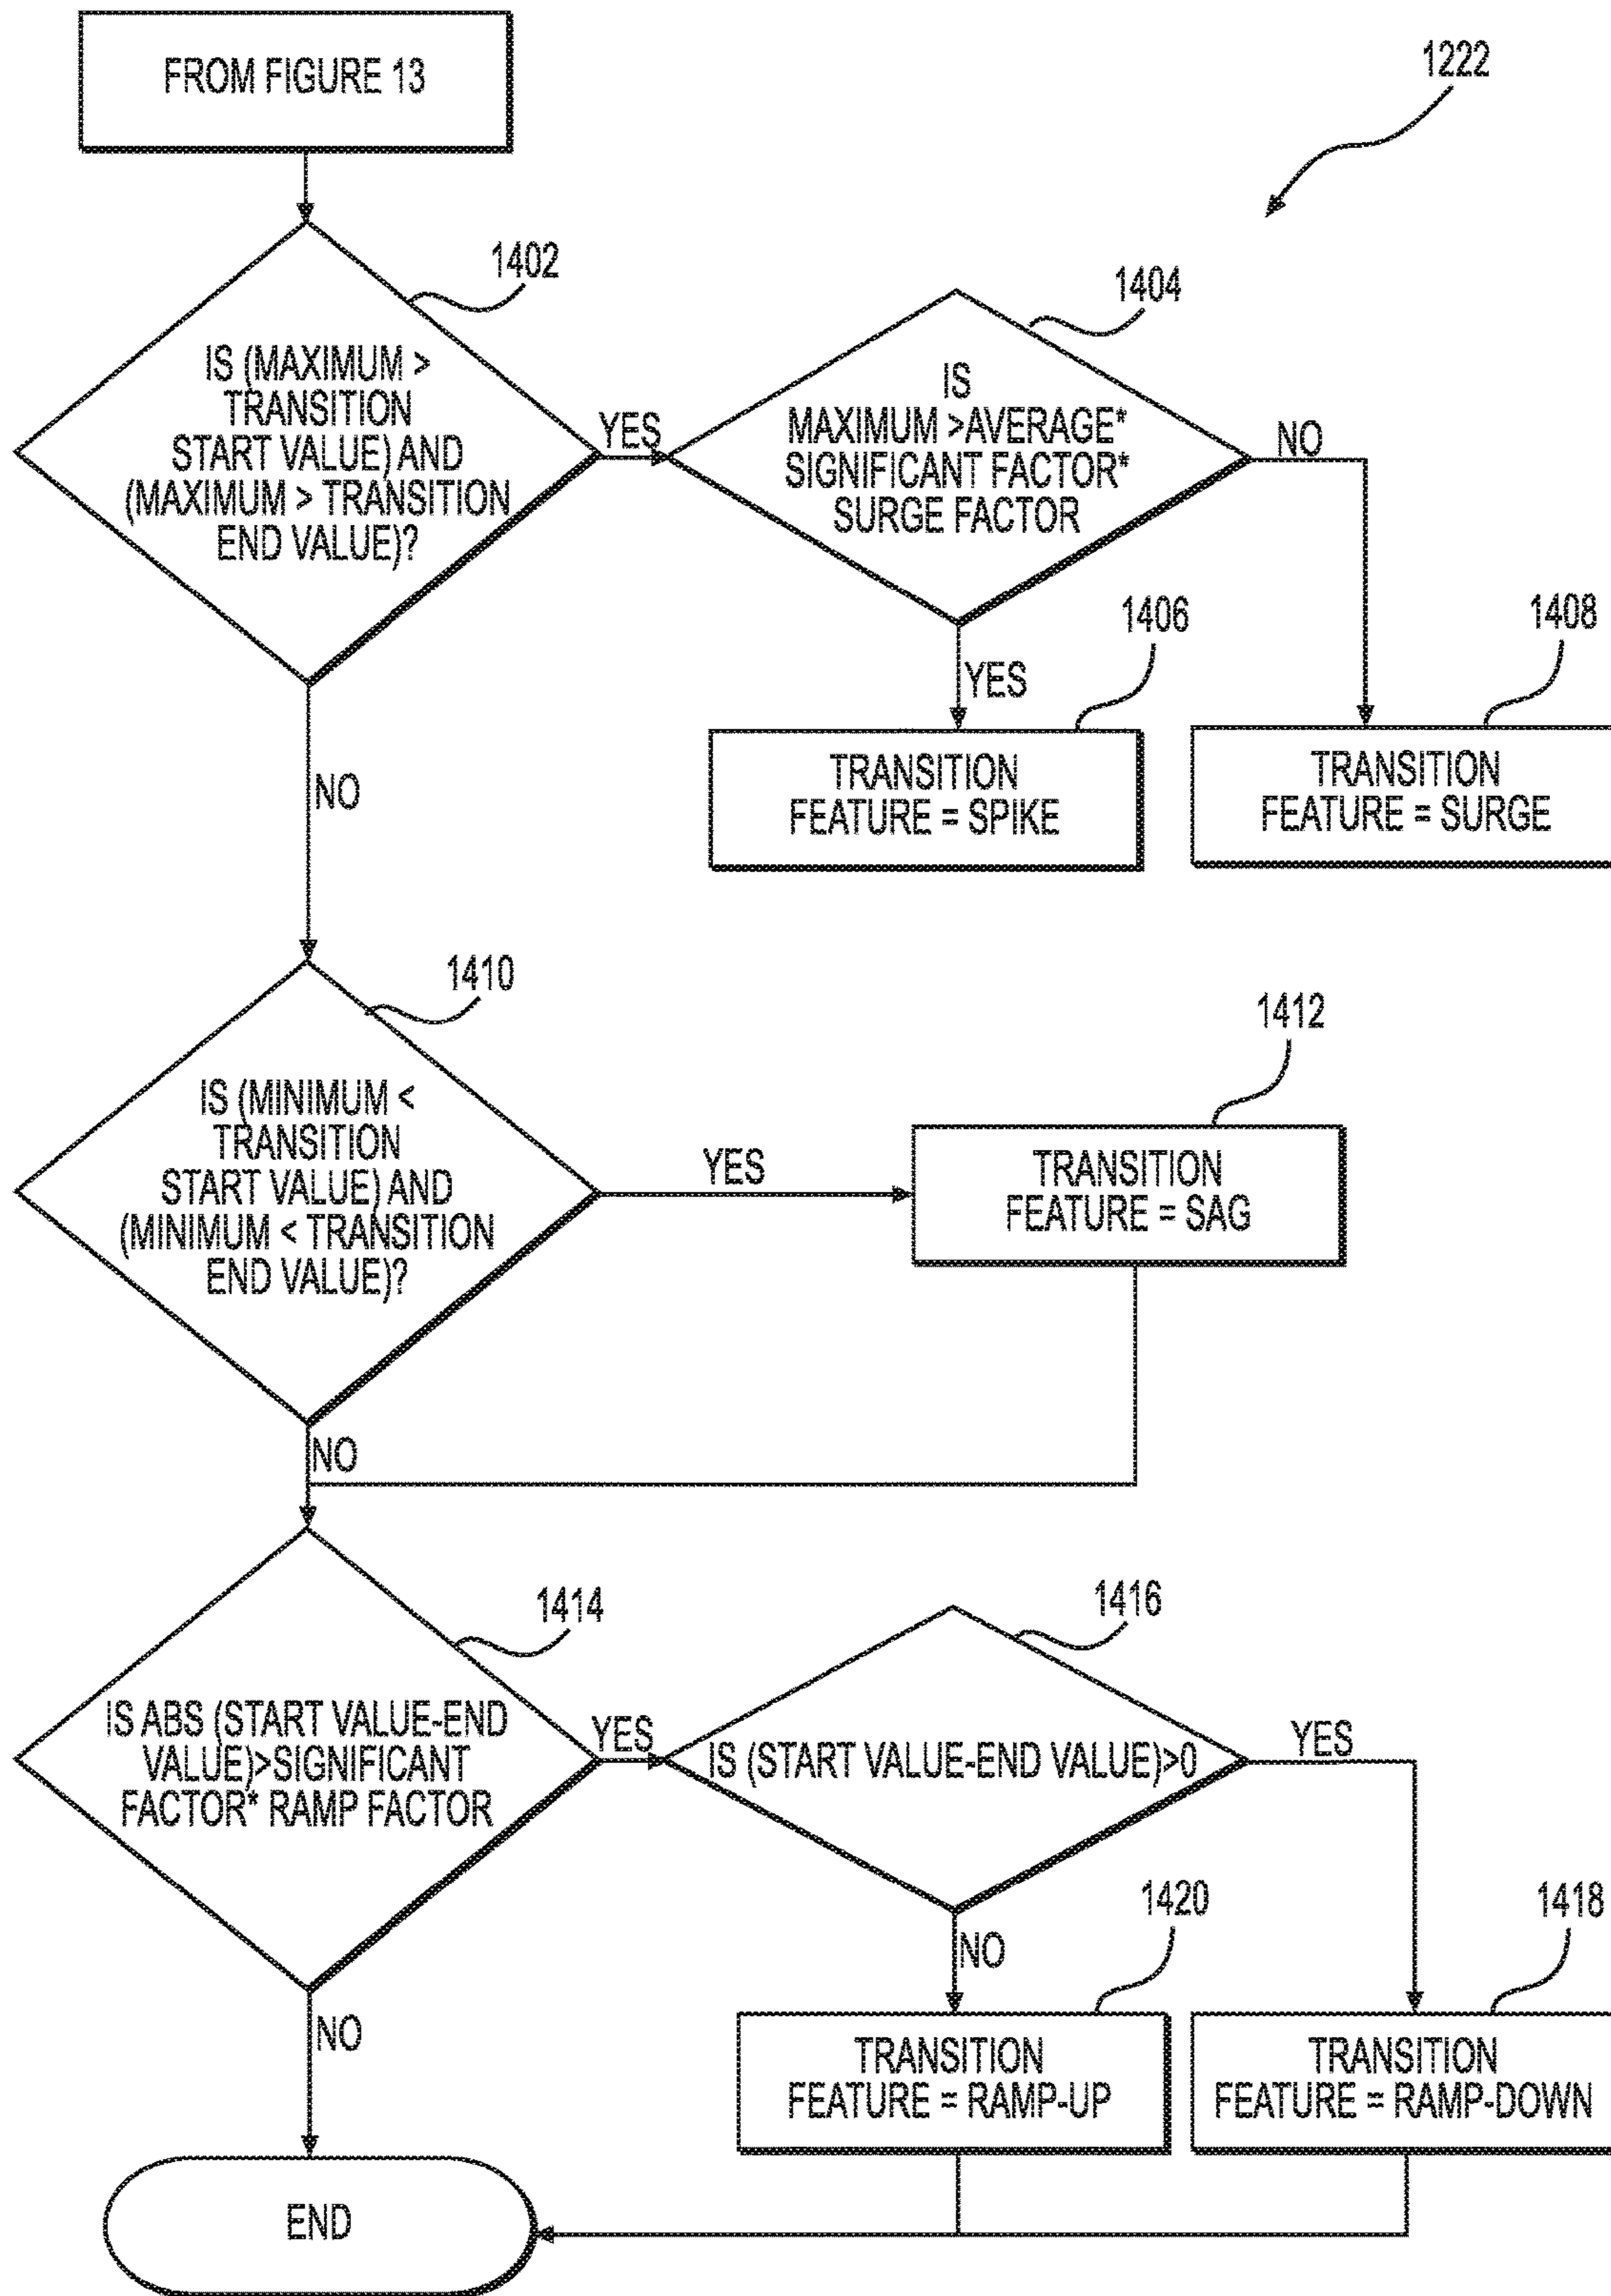 FROM FIGURE 13
1222
1402
IS (MAXIMUM >
TRANSITION
START VALUE) AND
(MAXIMUM > TRANSITION
END VALUE)?
YES
1404
IS
MAXIMUM >AVERAGE*
SIGNIFICANT FACTOR*
SURGE FACTOR
NO
YES
1406
TRANSITION
FEATURE = SPIKE
1408
TRANSITION
FEATURE = SURGE
NO
1410
IS (MINIMUM <
TRANSITION
START VALUE) AND
(MINIMUM < TRANSITION
END VALUE)?
YES
1412
TRANSITION
FEATURE = SAG
NO
1414
IS ABS (START VALUE-END
VALUE)>SIGNIFICANT
FACTOR* RAMP FACTOR
YES
1416
IS (START VALUE-END VALUE)>0
YES
NO
1420
TRANSITION
FEATURE = RAMP-UP
1418
TRANSITION
FEATURE = RAMP-DOWN
NO
END